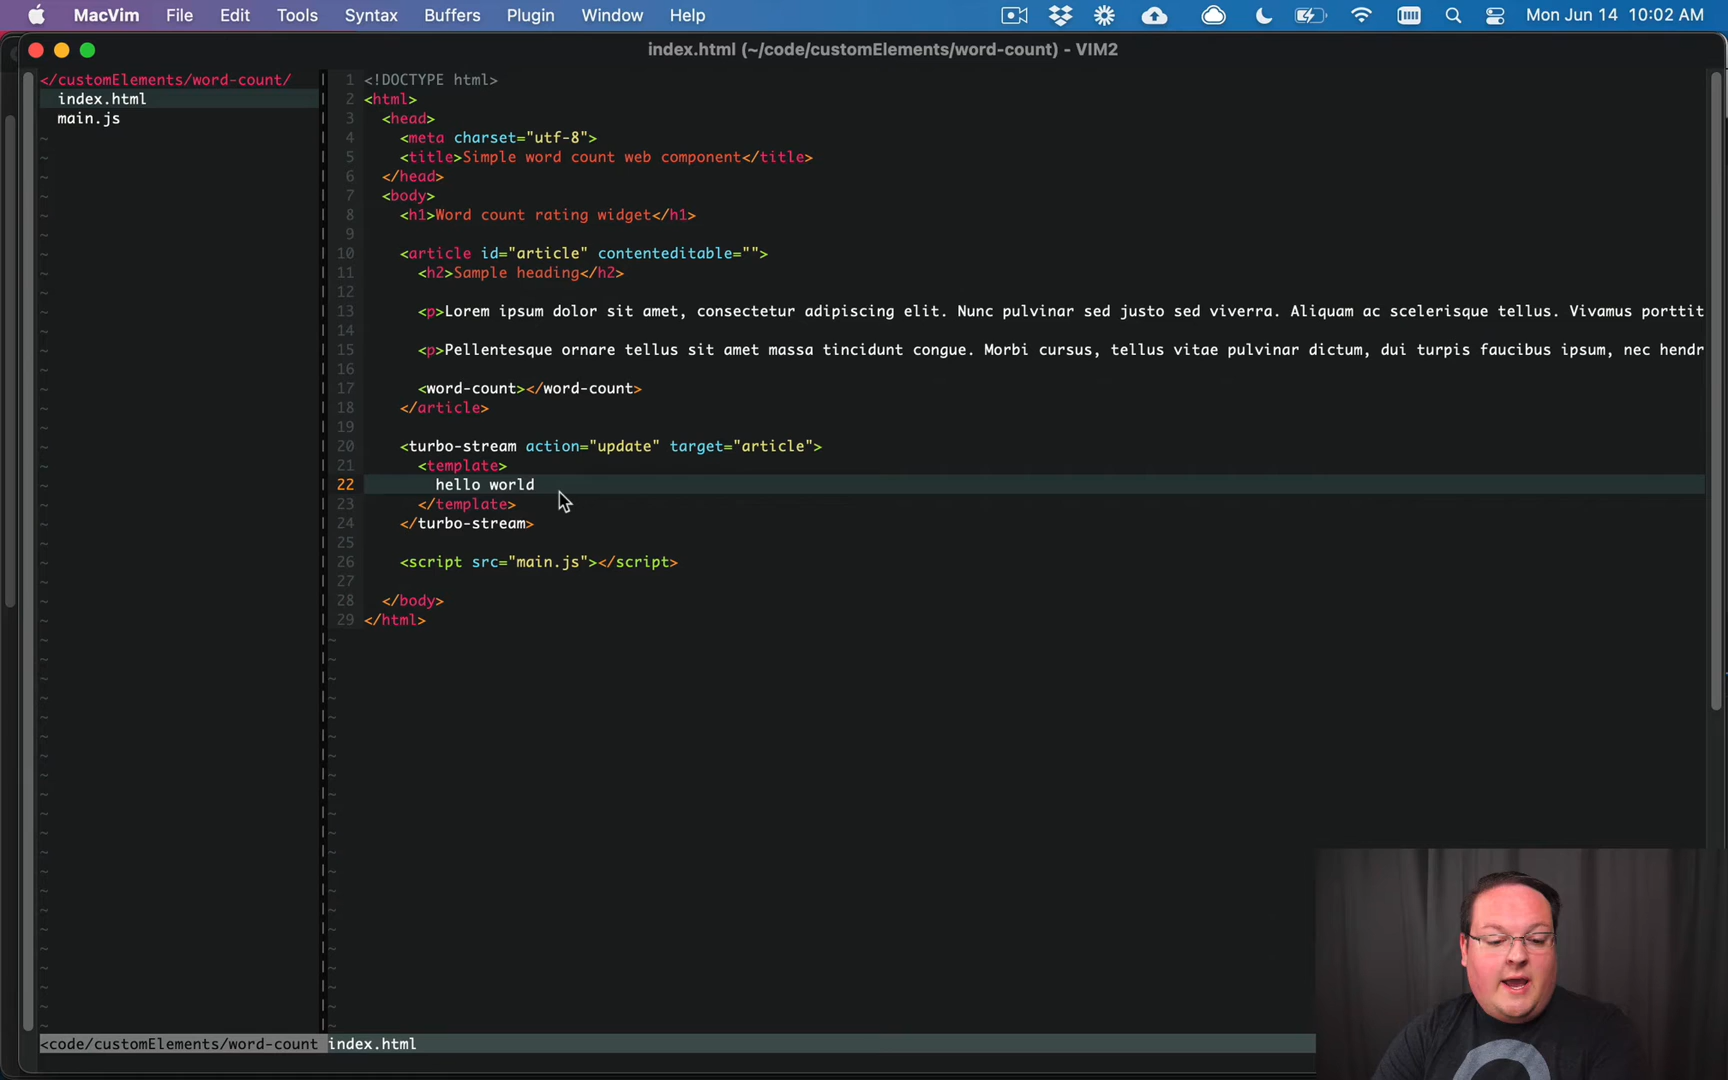 MacVim File Edit Tools Syntax Buffers Plugin Window Help Mon Jun 14 10:02 AM
index.html (~/code/customElements/word-count) - VIM2
</customElements/word-count/
index.html
main.js
1 <!DOCTYPE html>
2 <html>
3 <head>
4 <meta charset="utf-8">
5 <title>Simple word count web component</title>
6 </head>
7 <body>
8 <h1>Word count rating widget</h1>
9
10 <article id="article" contenteditable="">
11 <h2>Sample heading</h2>
12
13 <p>Lorem ipsum dolor sit amet, consectetur adipiscing elit. Nunc pulvinar sed justo sed viverra. Aliquam ac scelerisque tellus. Vivamus porttit
14
15 <p>Pellentesque ornare tellus sit amet massa tincidunt congue. Morbi cursus, tellus vitae pulvinar dictum, dui turpis faucibus ipsum, nec hendr
16
17 <word-count></word-count>
18 </article>
19
20 <turbo-stream action="update" target="article">
21 <template>
22 hello world
23 </template>
24 </turbo-stream>
25
26 <script src="main.js"></script>
27
28 </body>
29 </html>
<code/customElements/word-count index.html